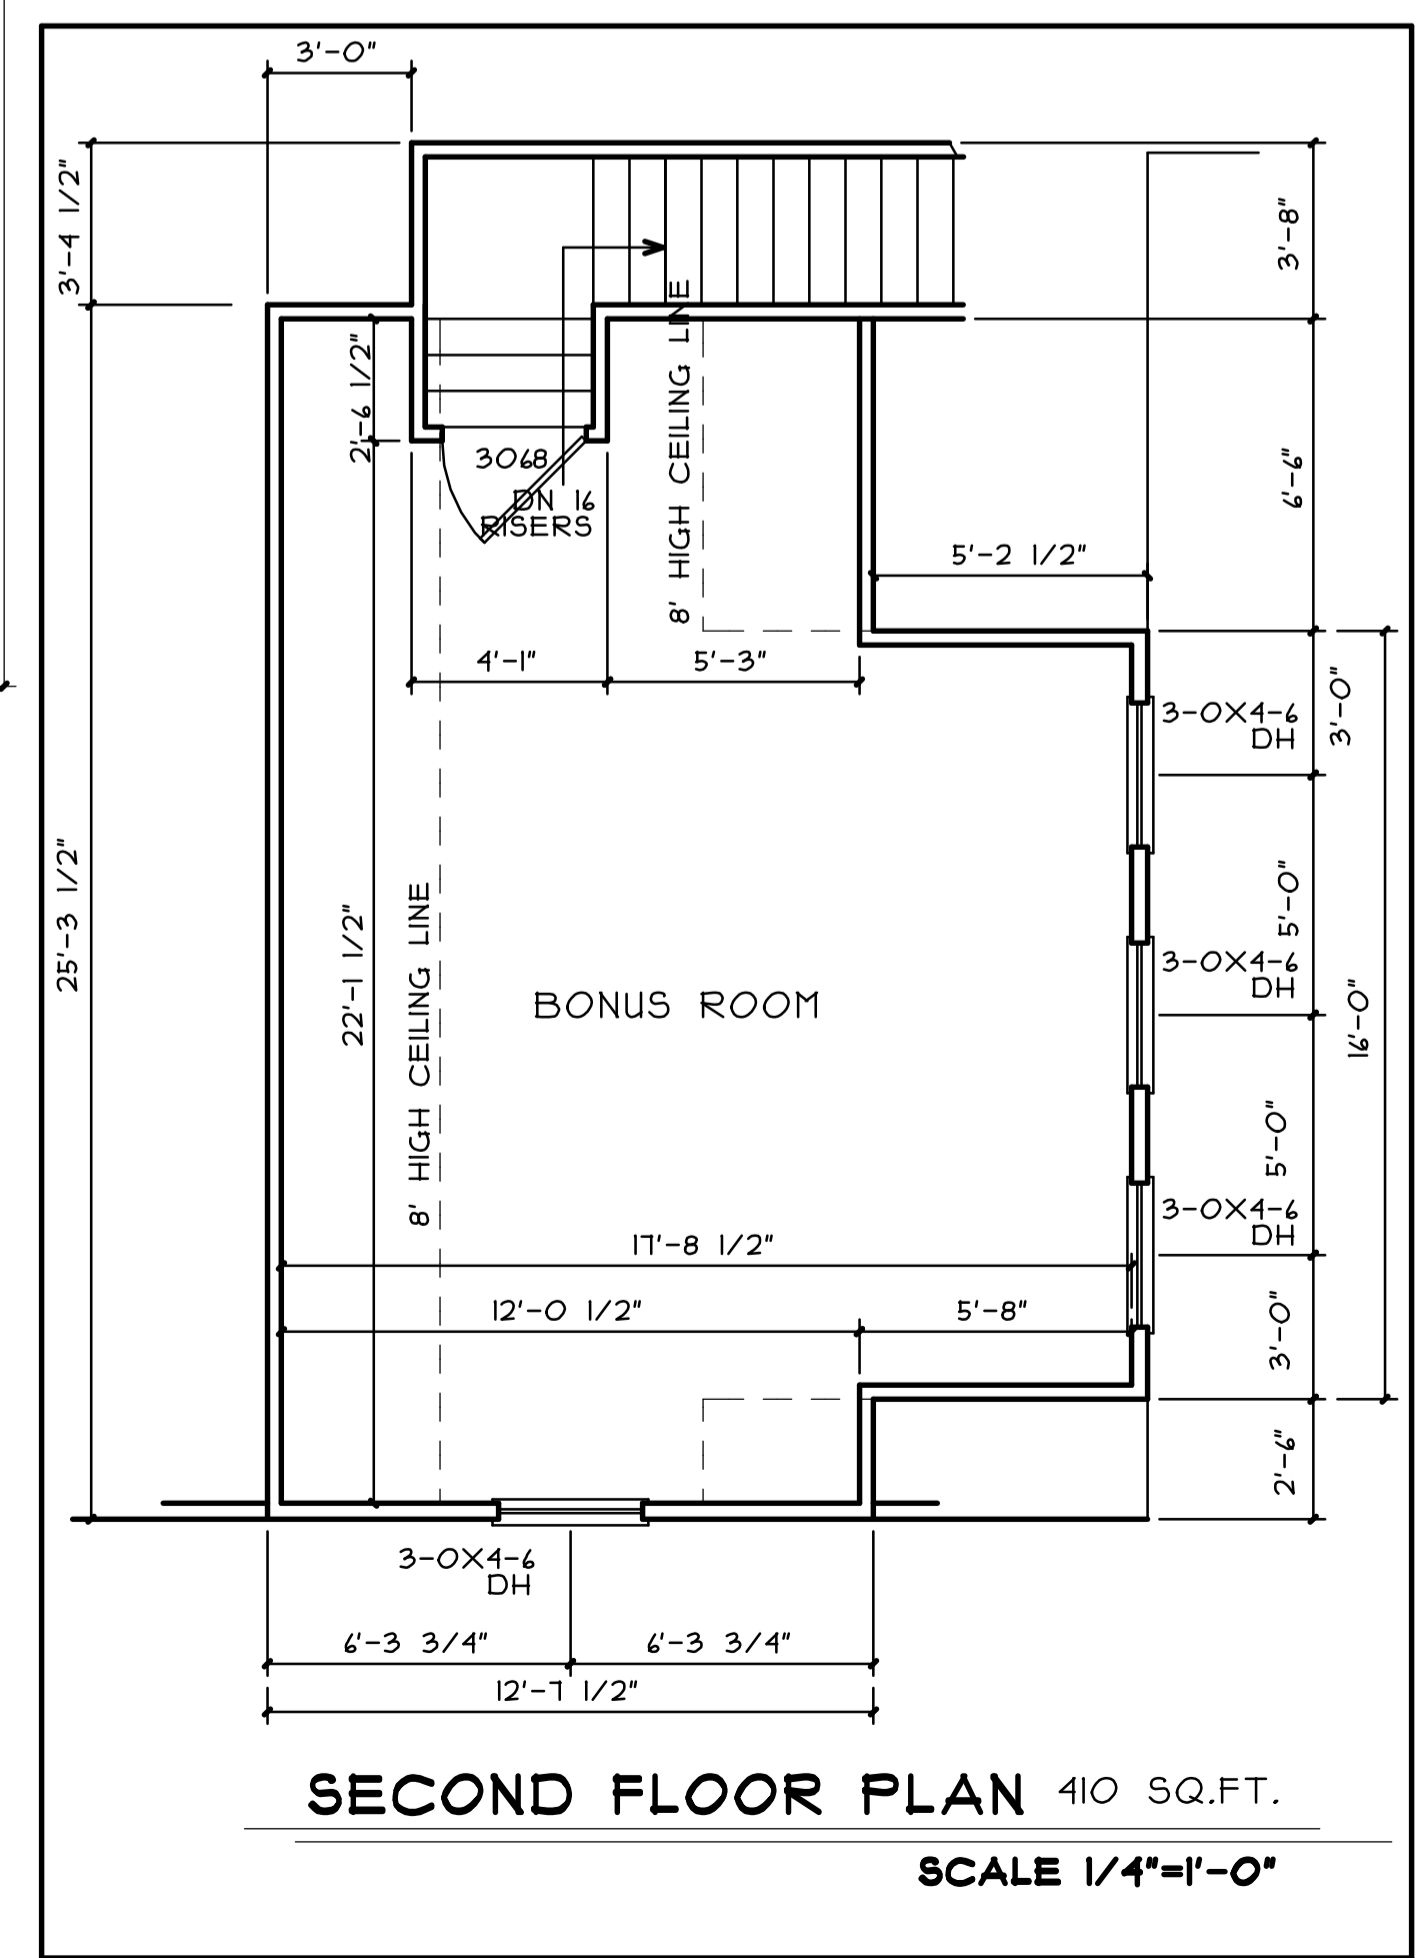 3'-0"
3'-4 1/2"
3'-8"
2'-6 1/2"
8' HIGH CEILING LINE
3068
DN 16
RISERS
6'-6"
5'-2 1/2"
4'-1"
5'-3"
3'-0"
3-0X4-6
DH
25'-3 1/2"
22'-1 1/2"
8' HIGH CEILING LINE
BONUS ROOM
5'-0"
3-0X4-6
DH
16'-0"
5'-0"
3-0X4-6
DH
17'-8 1/2"
12'-0 1/2"
5'-8"
3'-0"
2'-6"
3-0X4-6
DH
6'-3 3/4"
6'-3 3/4"
12'-7 1/2"
SECOND FLOOR PLAN 410 SQ.FT.
SCALE 1/4"=1'-0"